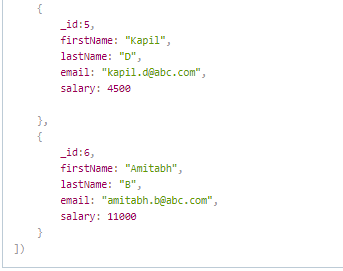 {
_id:5,
firstName: "Kapil",
lastName: "D",
email: "kapil.d@abc.com",
salary: 4500
},
{
_id:6,
firstName: "Amitabh",
lastName: "B",
email: "amitabh.b@abc.com",
salary: 11000
}
])